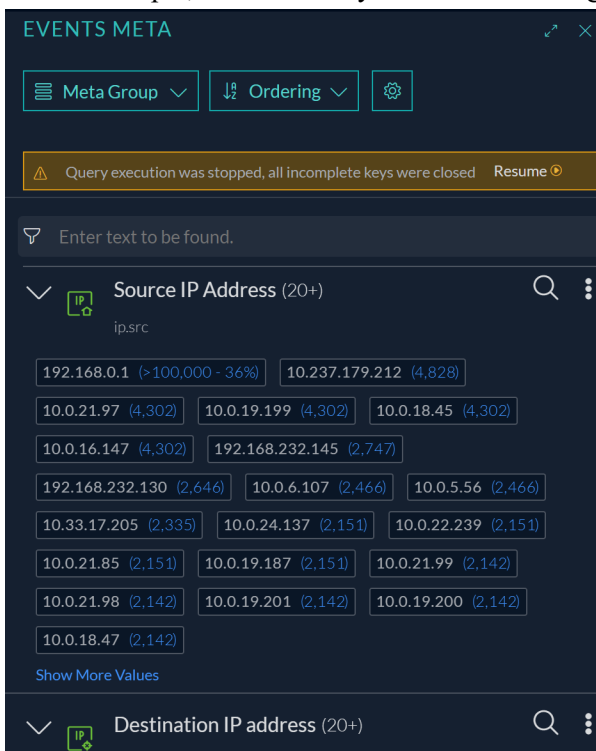 EVENTS META
Meta Group Ordering
Query execution was stopped, all incomplete keys were closed Resume
Enter text to be found.
IP Source IP Address (20+)
ip.src
192.168.0.1 (>100,000 - 36%) 10.237.179.212 (4,828)
10.0.21.97 (4,302) 10.0.19.199 (4,302) 10.0.18.45 (4,302)
10.0.16.147 (4,302) 192.168.232.145 (2,747)
192.168.232.130 (2,646) 10.0.6.107 (2,466) 10.0.5.56 (2,466)
10.33.17.205 (2,335) 10.0.24.137 (2,151) 10.0.22.239 (2,151)
10.0.21.85 (2,151) 10.0.19.187 (2,151) 10.0.21.99 (2,142)
10.0.21.98 (2,142) 10.0.19.201 (2,142) 10.0.19.200 (2,142)
10.0.18.47 (2,142)
Show More Values
IP Destination IP address (20+)